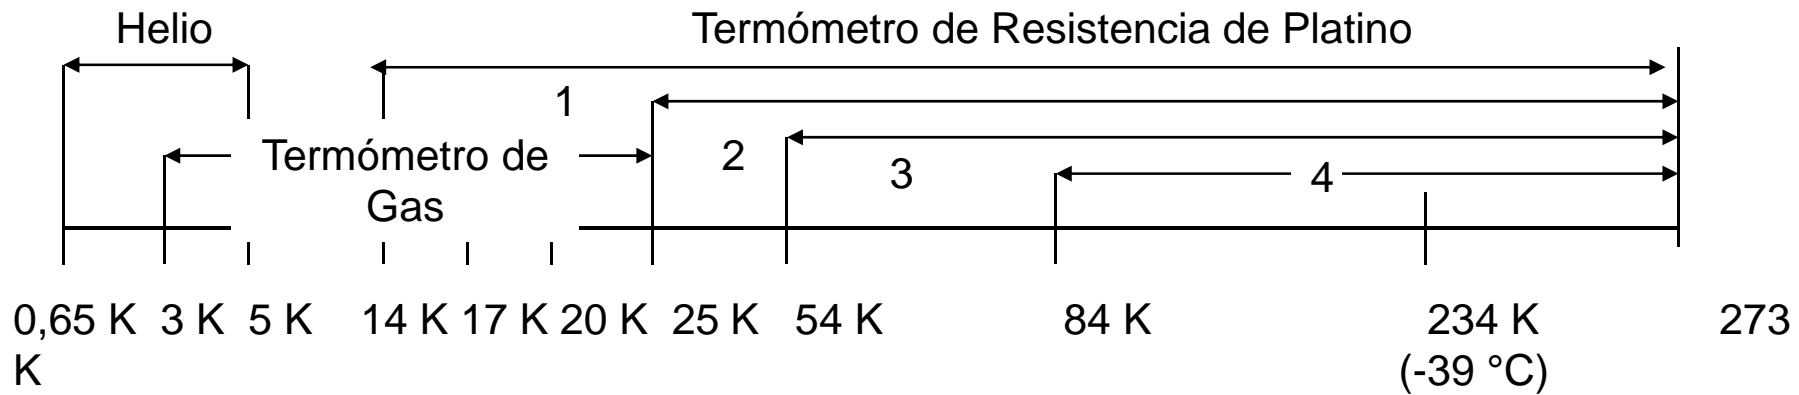 Helio
Termómetro de Resistencia de Platino
1
Termómetro de
Gas
2
3
4
0,65 K 3 K 5 K 14 K 17 K 20 K 25 K 54 K 84 K 234 K 273
K
(-39 °C)